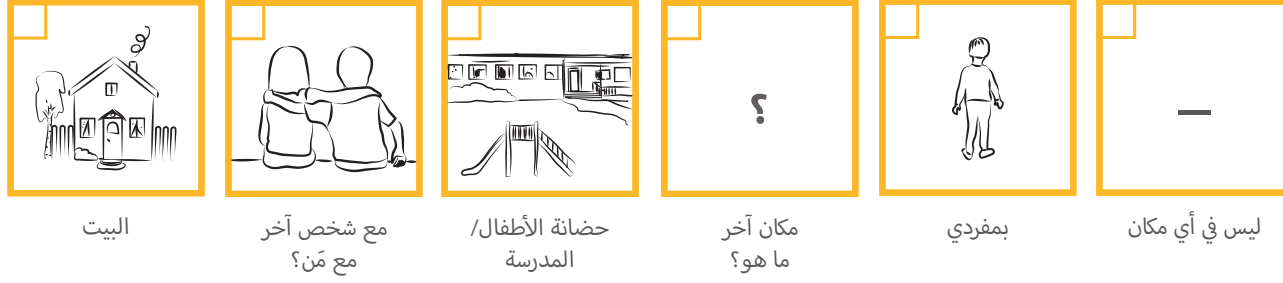 ؟
—
البيت
مع شخص آخر
مع مَن؟
حضانة الأطفال/
المدرسة
مكان آخر
ما هو؟
بمفردي
ليس في أي مكان